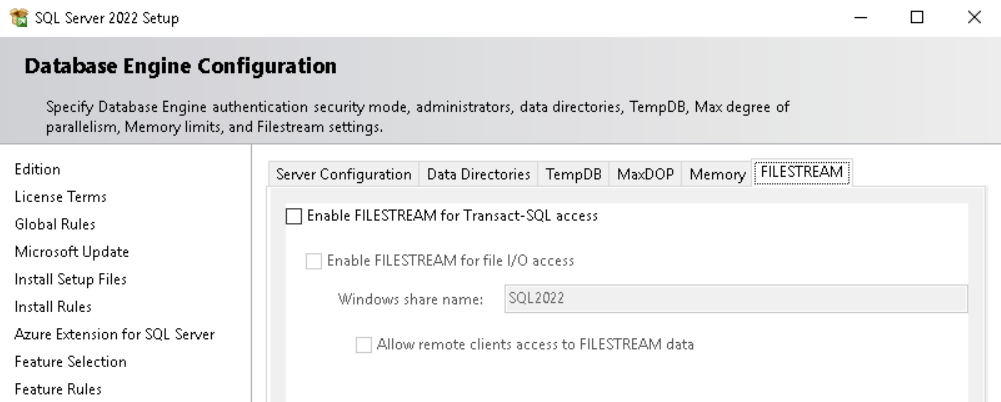 SQL Server 2022 Setup
Database Engine Configuration
Specify Database Engine authentication security mode, administrators, data directories, TempDB, Max degree of
parallelism, Memory limits, and Filestream settings.
Edition
License Terms
Global Rules
Microsoft Update
Install Setup Files
Install Rules
Azure Extension for SQL Server
Feature Selection
Feature Rules
Server Configuration Data Directories TempDB MaxDOP Memory FILESTREAM
Enable FILESTREAM for Transact-SQL access
Enable FILESTREAM for file I/O access
Windows share name: SQL2022
Allow remote clients access to FILESTREAM data